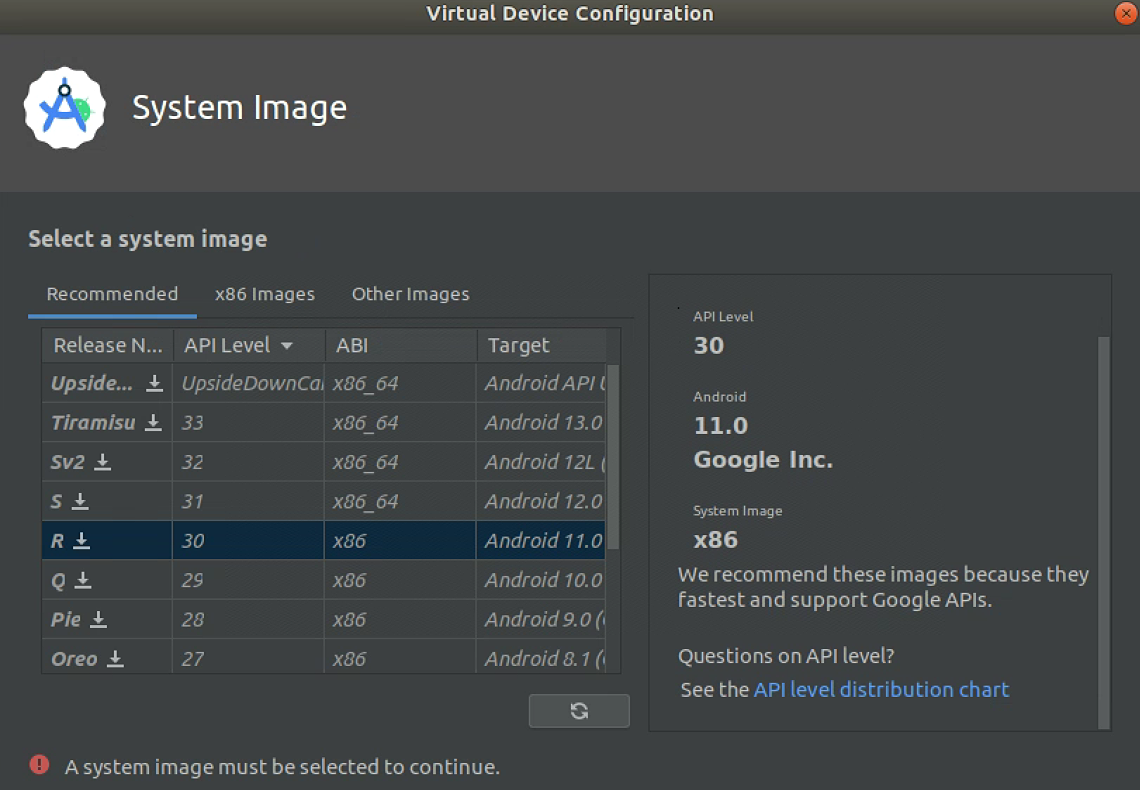 Virtual Device Configuration
System Image
Select a system image
Recommended x86 Images Other Images
Release N... API Level ABI Target
Upside... UpsideDownCa x86_64 Android API
Tiramisu 33 x86_64 Android 13.0
Sv2 32 x86_64 Android 12L (
S 31 x86_64 Android 12.0
R 30 x86 Android 11.0
Q 29 x86 Android 10.0
Pie 28 x86 Android 9.0 (
Oreo 27 x86 Android 8.1 (
API Level
30
Android
11.0
Google Inc.
System Image
x86
We recommend these images because they
fastest and support Google APIs.
Questions on API level?
See the API level distribution chart
A system image must be selected to continue.